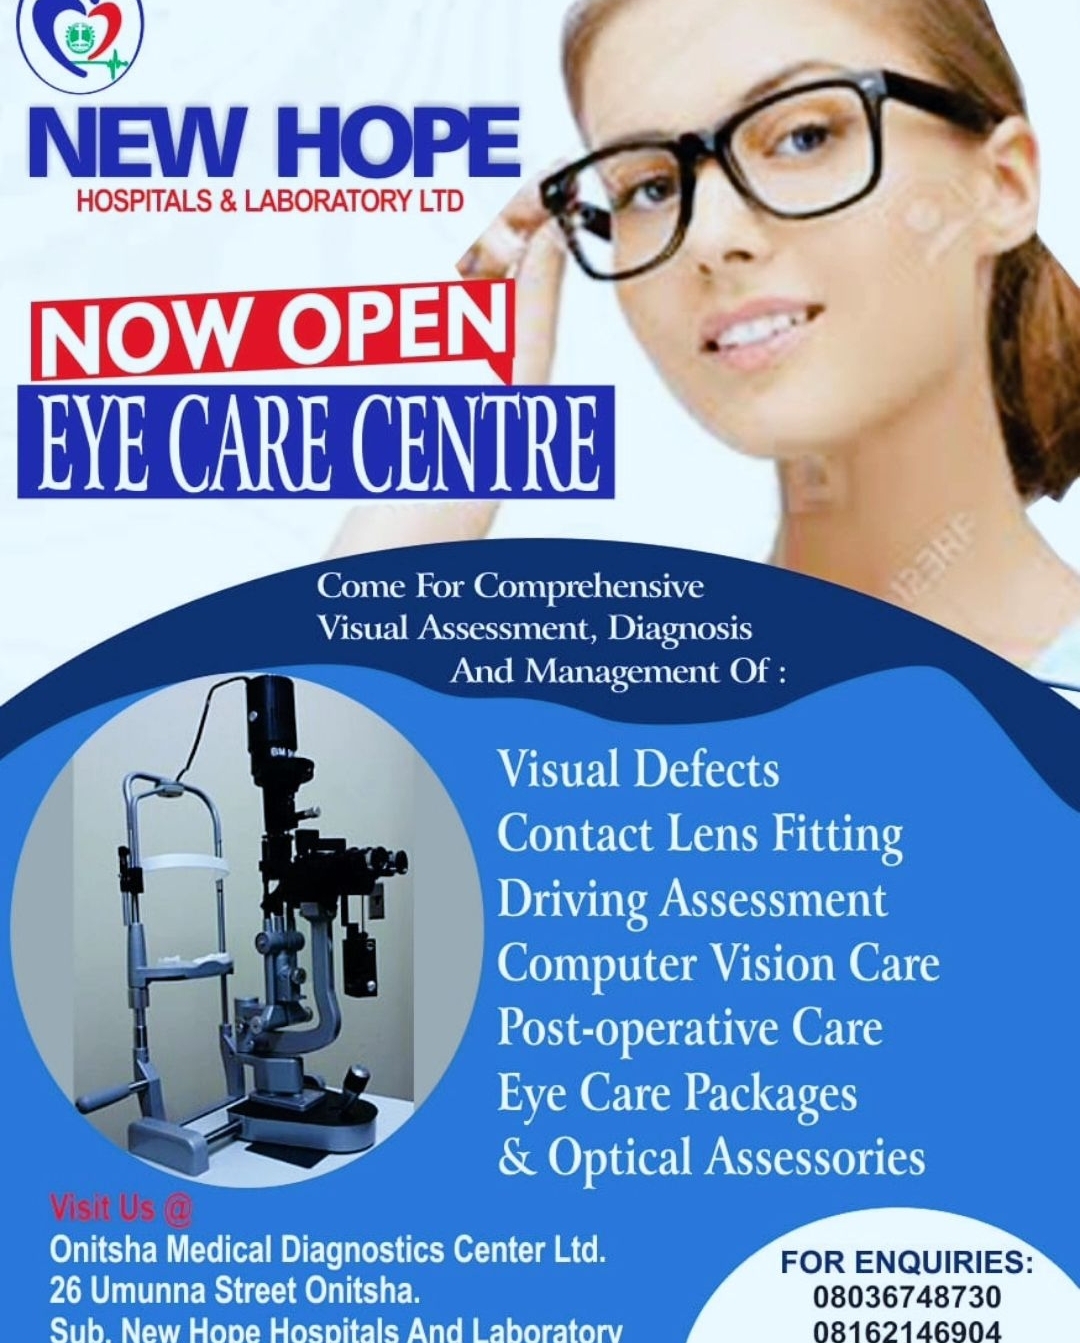 NEW HOPE
HOSPITALS & LABORATORY LTD
NOW OPEN
EYE CARE CENTRE
Come For Comprehensive
Visual Assessment, Diagnosis
And Management Of :
Visual Defects
Contact Lens Fitting
Driving Assessment
Computer Vision Care
Post-operative Care
Eye Care Packages
& Optical Assessories
Visit Us @
Onitsha Medical Diagnostics Center Ltd.
26 Umunna Street Onitsha.
Sub. New Hope Hospitals And Laboratory
FOR ENQUIRIES:
08036748730
08162146904
123RF